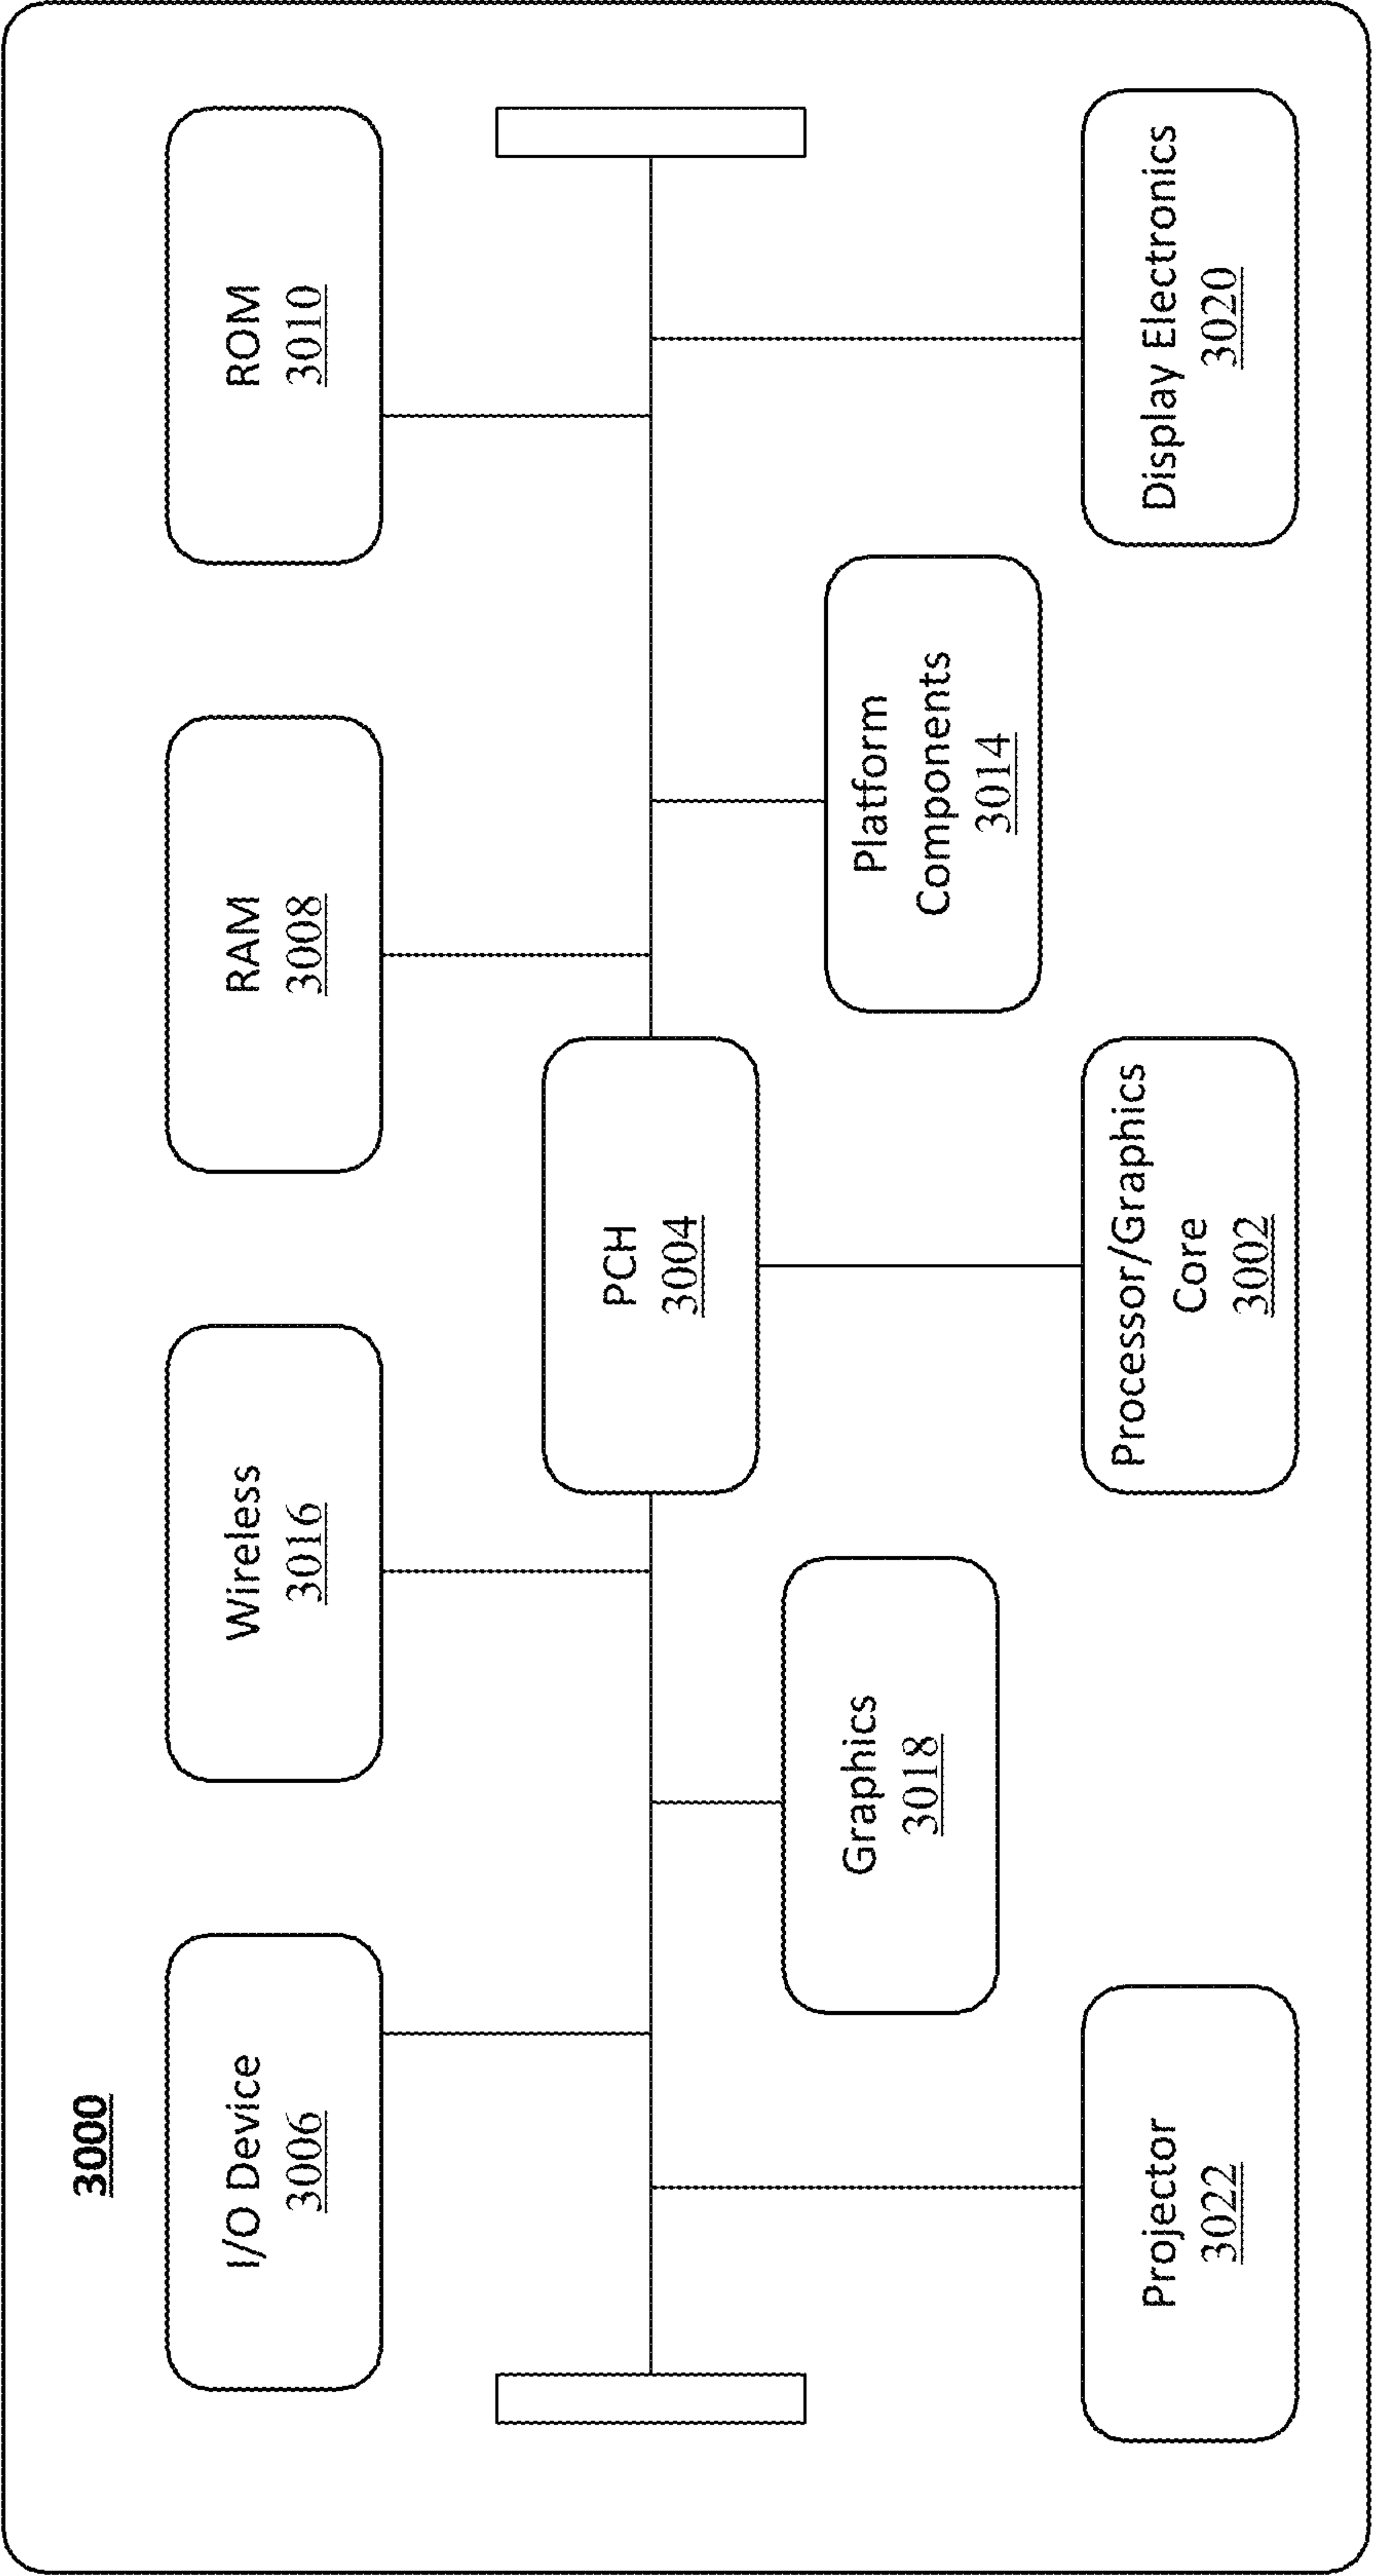 3000
I/O Device
3006
Wireless
3016
RAM
3008
ROM
3010
PCH
3004
Graphics
3018
Platform
Components
3014
Projector
3022
Processor/Graphics
Core
3002
Display Electronics
3020